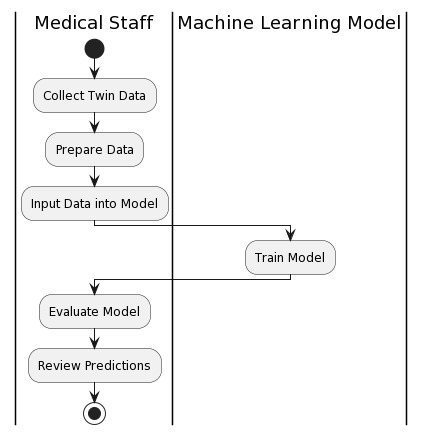 Medical Staff
Machine Learning Model
Collect Twin Data
Prepare Data
Input Data into Model
Train Model
Evaluate Model
Review Predictions